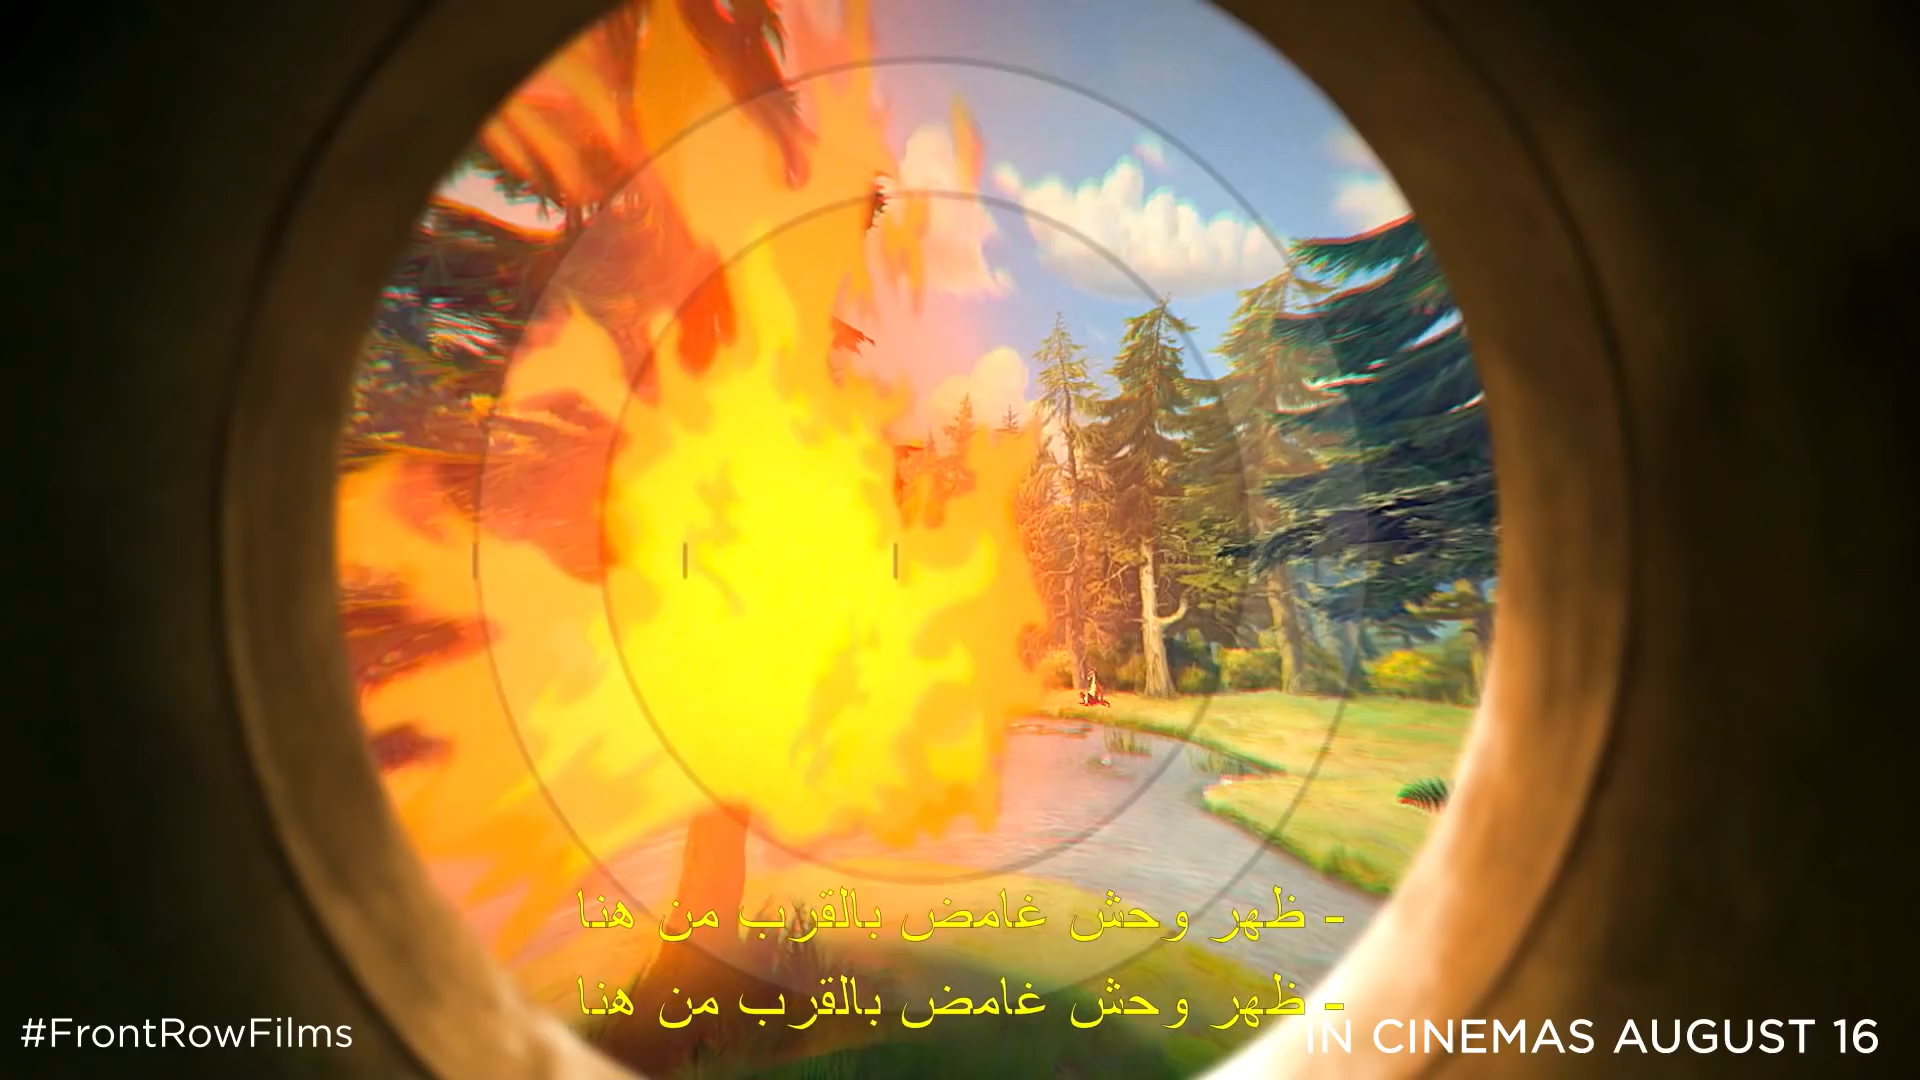 - ظهر وحش غامض بالقرب من هنا
- ظهر وحش غامض بالقرب من هنا
#FrontRowFilms
IN CINEMAS AUGUST 16